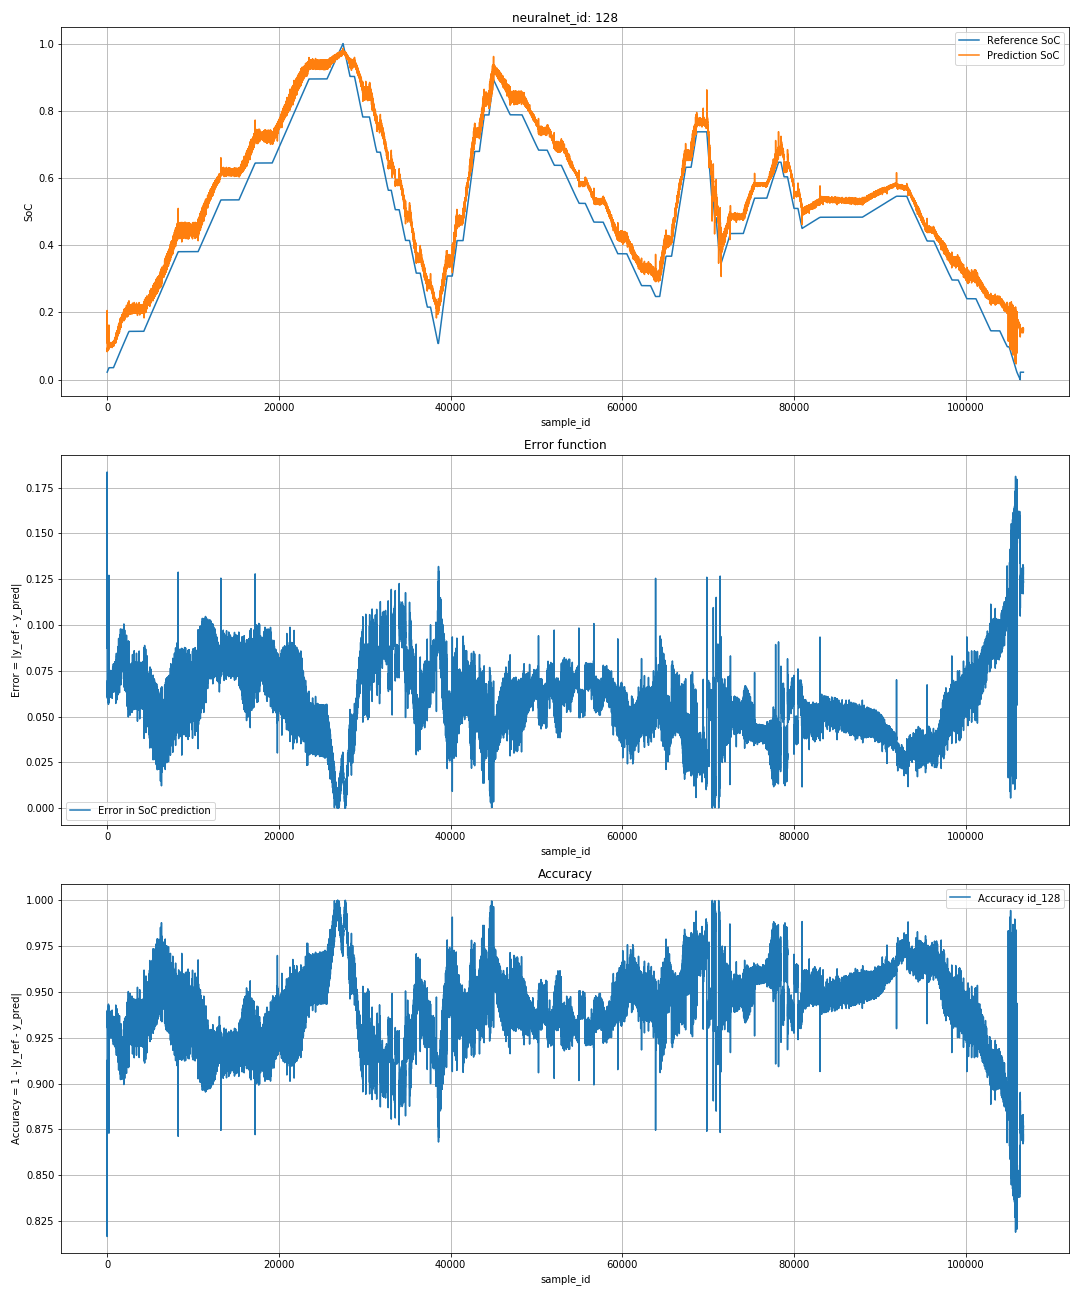 neuralnet_id: 128
Reference SoC
Prediction SoC
SoC
1.0
0.8
0.6
0.4
0.2
0.0
0 20000 40000 60000 80000 100000
sample_id
Error function
Error = |y_ref - y_pred|
0.175
0.150
0.125
0.100
0.075
0.050
0.025
0.000
Error in SoC prediction
0 20000 40000 60000 80000 100000
sample_id
Accuracy
Accuracy id_128
Accuracy = 1 - |y_ref - y_pred|
1.000
0.975
0.950
0.925
0.900
0.875
0.850
0.825
0 20000 40000 60000 80000 100000
sample_id